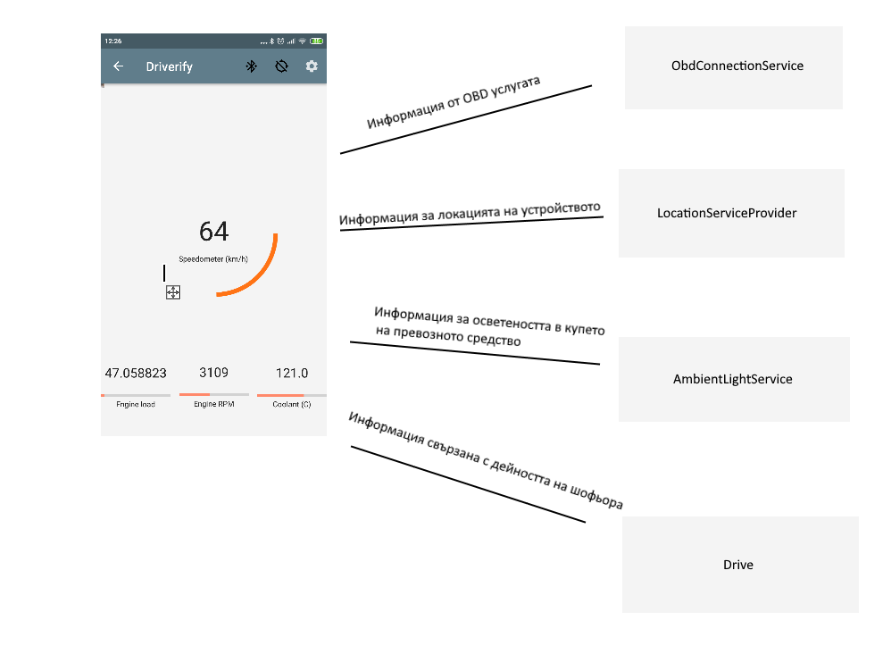 12:26
Driverify
64
Speedometer (km/h)
47.058823
3109
121.0
Engine load
Engine RPM
Coolant (C)
Информация от OBD услугата
ObdConnectionService
Информация за локацията на устройството
LocationServiceProvider
Информация за осветеността в купето
на превозното средство
AmbientLightService
Информация свързана с дейността на шофьора
Drive